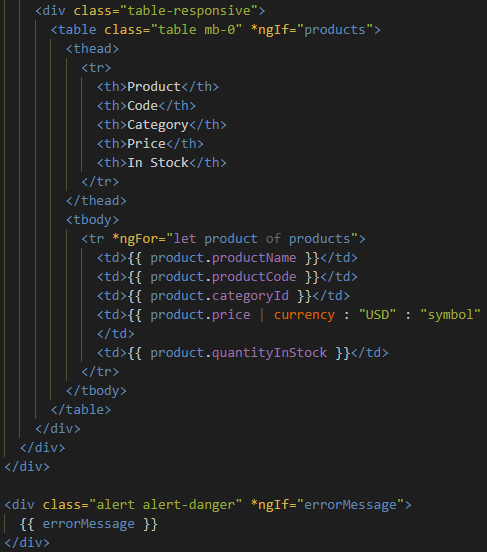 <div class="table-responsive">
<table class="table mb-0" *ngIf="products">
<thead>
<tr>
<th>Product</th>
<th>Code</th>
<th>Category</th>
<th>Price</th>
<th>In Stock</th>
</tr>
</thead>
<tbody>
<tr *ngFor="let product of products">
<td>{{ product.productName }}</td>
<td>{{ product.productCode }}</td>
<td>{{ product.categoryId }}</td>
<td>{{ product.price | currency : "USD" : "symbol"
</td>
<td>{{ product.quantityInStock }}</td>
</tr>
</tbody>
</table>
</div>
</div>
</div>
<div class="alert alert-danger" *ngIf="errorMessage">
{{ errorMessage }}
</div>